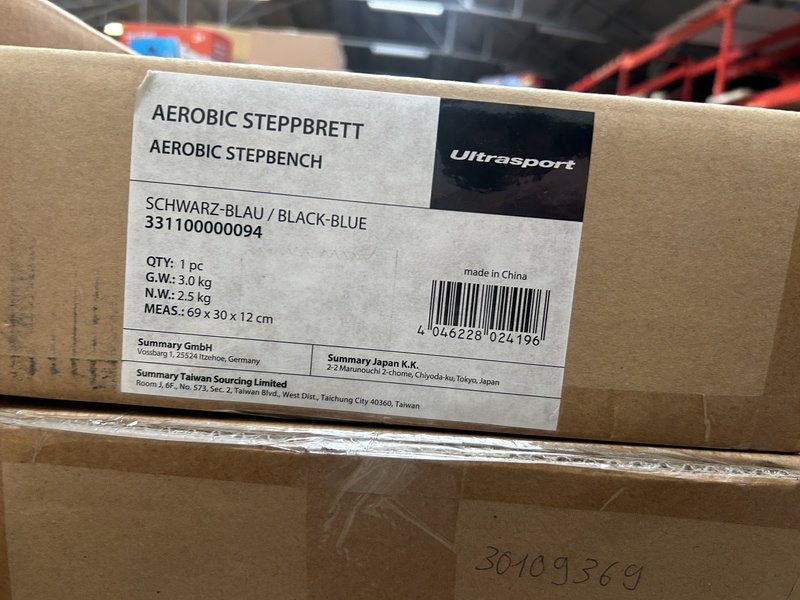 AEROBIC STEPPBRETT
AEROBIC STEPBENCH
Ultrasport
SCHWARZ-BLAU / BLACK-BLUE
331100000094
QTY: 1 pc
G.W.: 3.0 kg
N.W.: 2.5 kg
MEAS.: 69 x 30 x 12 cm
made in China
4 046228 024196
Summary GmbH
Vossbarg 1, 25524 Itzehoe, Germany
Summary Japan K.K.
2-2 Marunouchi 2-chome, Chiyoda-ku, Tokyo, Japan
Summary Taiwan Sourcing Limited
Room J, 6F., No. 573, Sec. 2, Taiwan Blvd., West Dist., Taichung City 40360, Taiwan
30109369